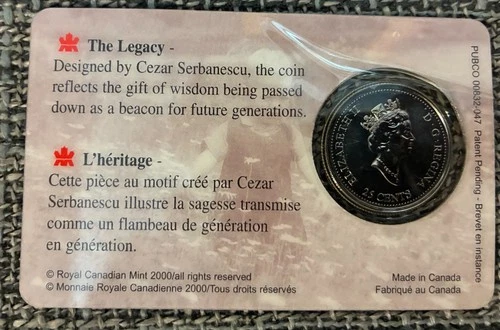 The Legacy -
Designed by Cezar Serbanescu, the coin
reflects the gift of wisdom being passed
down as a beacon for future generations.
L'héritage -
Cette pièce au motif créé par Cezar
Serbanescu illustre la sagesse transmise
comme un flambeau de génération
en génération.
© Royal Canadian Mint 2000/all rights reserved
© Monnaie Royale Canadienne 2000/Tous droits réservés
ELIZABETH II D · G · REGINA
25 CENTS
Made in Canada
Fabriqué au Canada
PUBCO 00832-047 Patent Pending - Brevet en instance